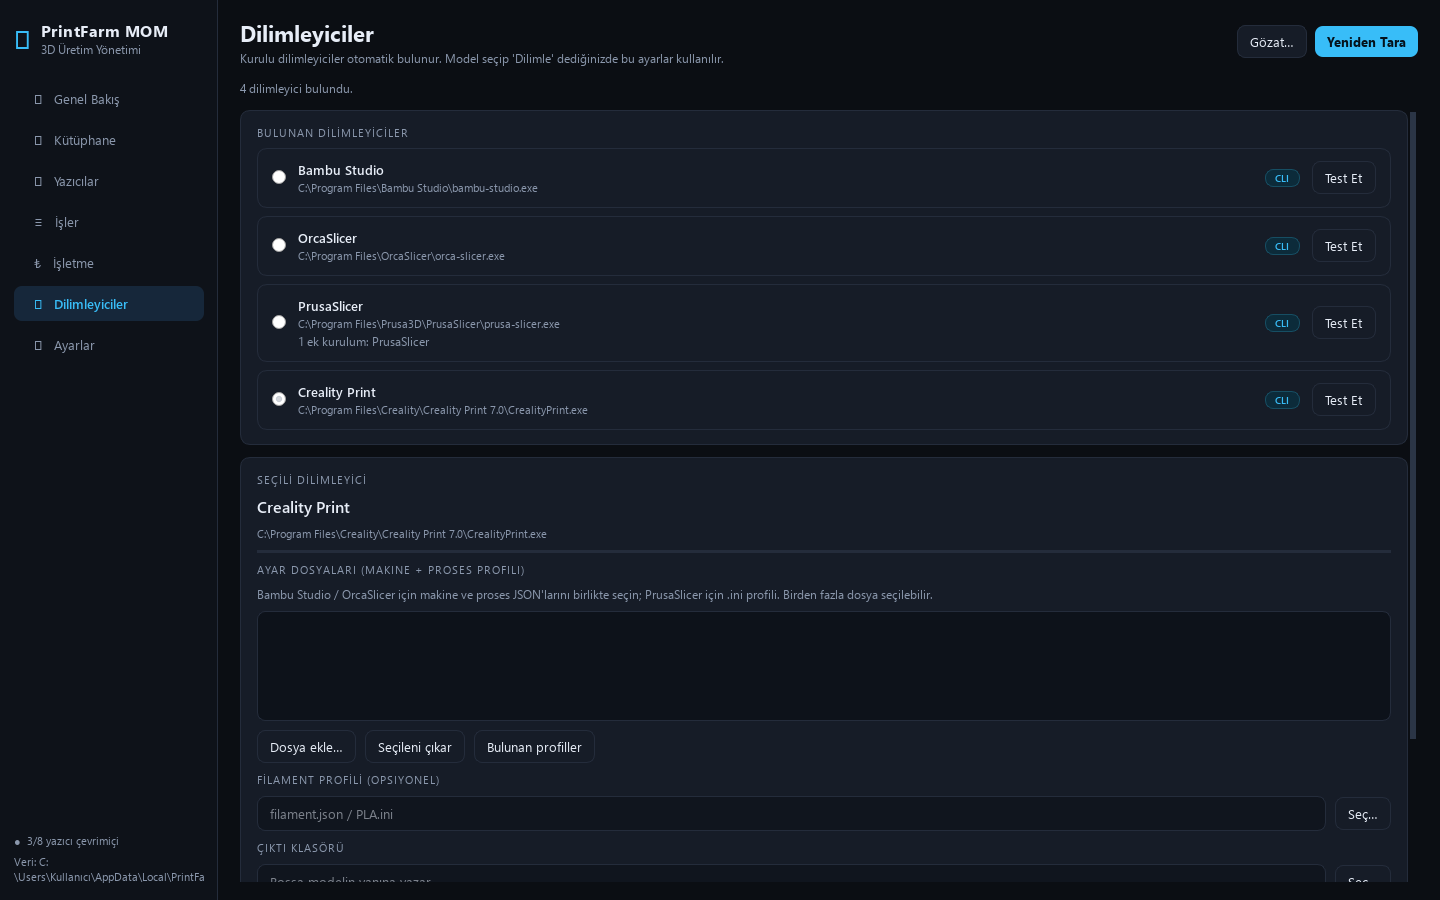 PrintFarm MOM
3D Üretim Yönetimi
Genel Bakış
Kütüphane
Yazıcılar
İşler
₺ İşletme
Dilimleyiciler
Ayarlar
● 3/8 yazıcı çevrimiçi
Veri: C:
\Users\Kullanıcı\AppData\Local\PrintFa
Dilimleyiciler
Kurulu dilimleyiciler otomatik bulunur. Model seçip 'Dilimle' dediğinizde bu ayarlar kullanılır.
Gözat...
Yeniden Tara
4 dilimleyici bulundu.
BULUNAN DİLİMLEYİCİLER
Bambu Studio
C:\Program Files\Bambu Studio\bambu-studio.exe
CLI
Test Et
OrcaSlicer
C:\Program Files\OrcaSlicer\orca-slicer.exe
CLI
Test Et
PrusaSlicer
C:\Program Files\Prusa3D\PrusaSlicer\prusa-slicer.exe
1 ek kurulum: PrusaSlicer
CLI
Test Et
Creality Print
C:\Program Files\Creality\Creality Print 7.0\CrealityPrint.exe
CLI
Test Et
SEÇİLİ DİLİMLEYİCİ
Creality Print
C:\Program Files\Creality\Creality Print 7.0\CrealityPrint.exe
AYAR DOSYALARI (MAKINE + PROSES PROFILI)
Bambu Studio / OrcaSlicer için makine ve proses JSON'larını birlikte seçin; PrusaSlicer için .ini profili. Birden fazla dosya seçilebilir.
Dosya ekle...
Seçileni çıkar
Bulunan profiller
FİLAMENT PROFİLİ (OPSIYONEL)
filament.json / PLA.ini
Seç...
ÇIKTI KLASÖRÜ
Boşsa modelin yanına yazar
Seç...